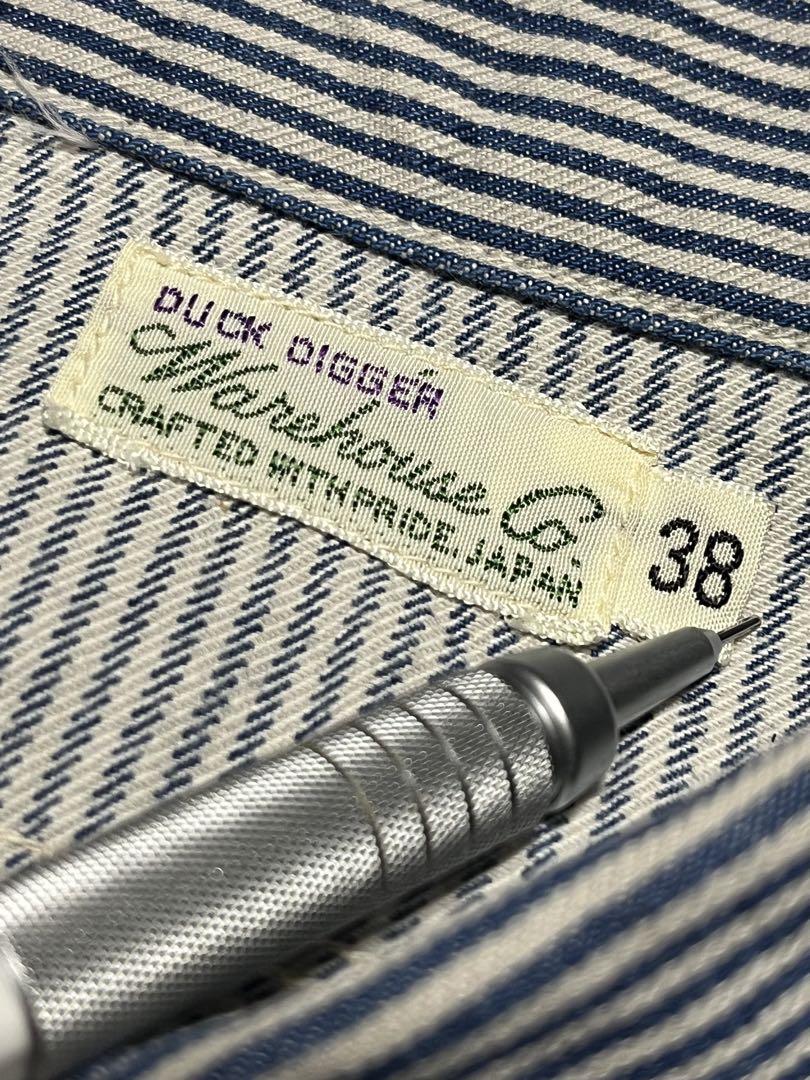 DUCK DIGGER
Warehouse Co.
CRAFTED WITH PRIDE. JAPAN
38